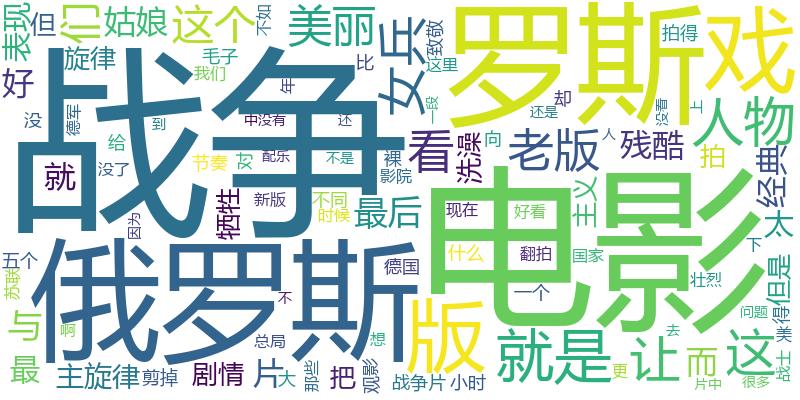 表现
但
们
姑娘
这个
美丽
女兵
致敬
不如
罗斯
戏
拍得
好
旋律
毛子
我们
比
这里
一段
还是
却
没看
上
人物
没
德军
给
到
年
中没有
还
看
洗澡
向
老版
残酷
人
战争
就
没了
节奏
对
配乐
不是
裸
影院
经典
拍
太
牺牲
新版
不同
时候
最后
现在
好看
主义
因为
电影
什么
翻拍
国家
下
但是
五个
苏联
俄罗斯
不
德国
一个
壮烈
得
美
问题
与
啊
版
就是
让
而
这
战士
最
主旋律
剪掉
剧情
总局
片
大
那些
把
想
观影
战争片
小时
更
去
片中
很多